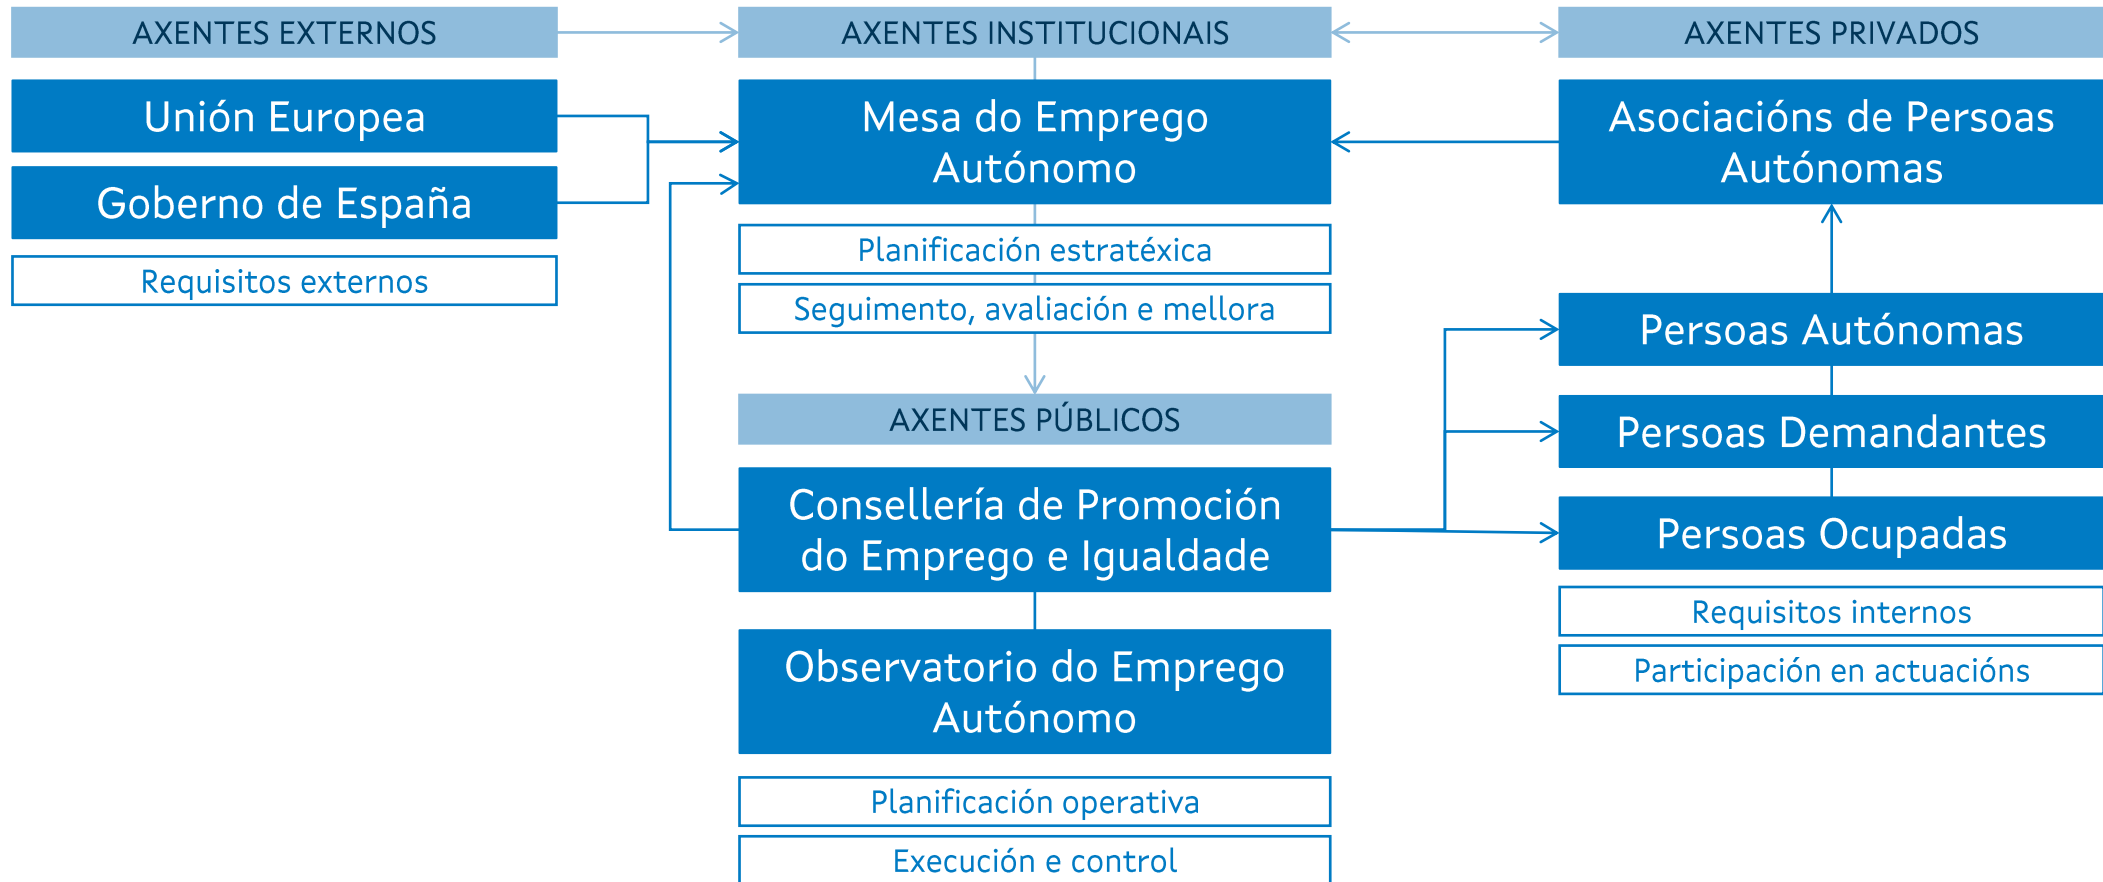 AXENTES EXTERNOS
Unión Europea
Goberno de España
Requisitos externos
AXENTES INSTITUCIONAIS
Mesa do Emprego
Autónomo
Planificación estratéxica
Seguimento, avaliación e mellora
AXENTES PÚBLICOS
Consellería de Promoción
do Emprego e Igualdade
Observatorio do Emprego
Autónomo
Planificación operativa
Execución e control
AXENTES PRIVADOS
Asociacións de Persoas
Autónomas
Persoas Autónomas
Persoas Demandantes
Persoas Ocupadas
Requisitos internos
Participación en actuacións